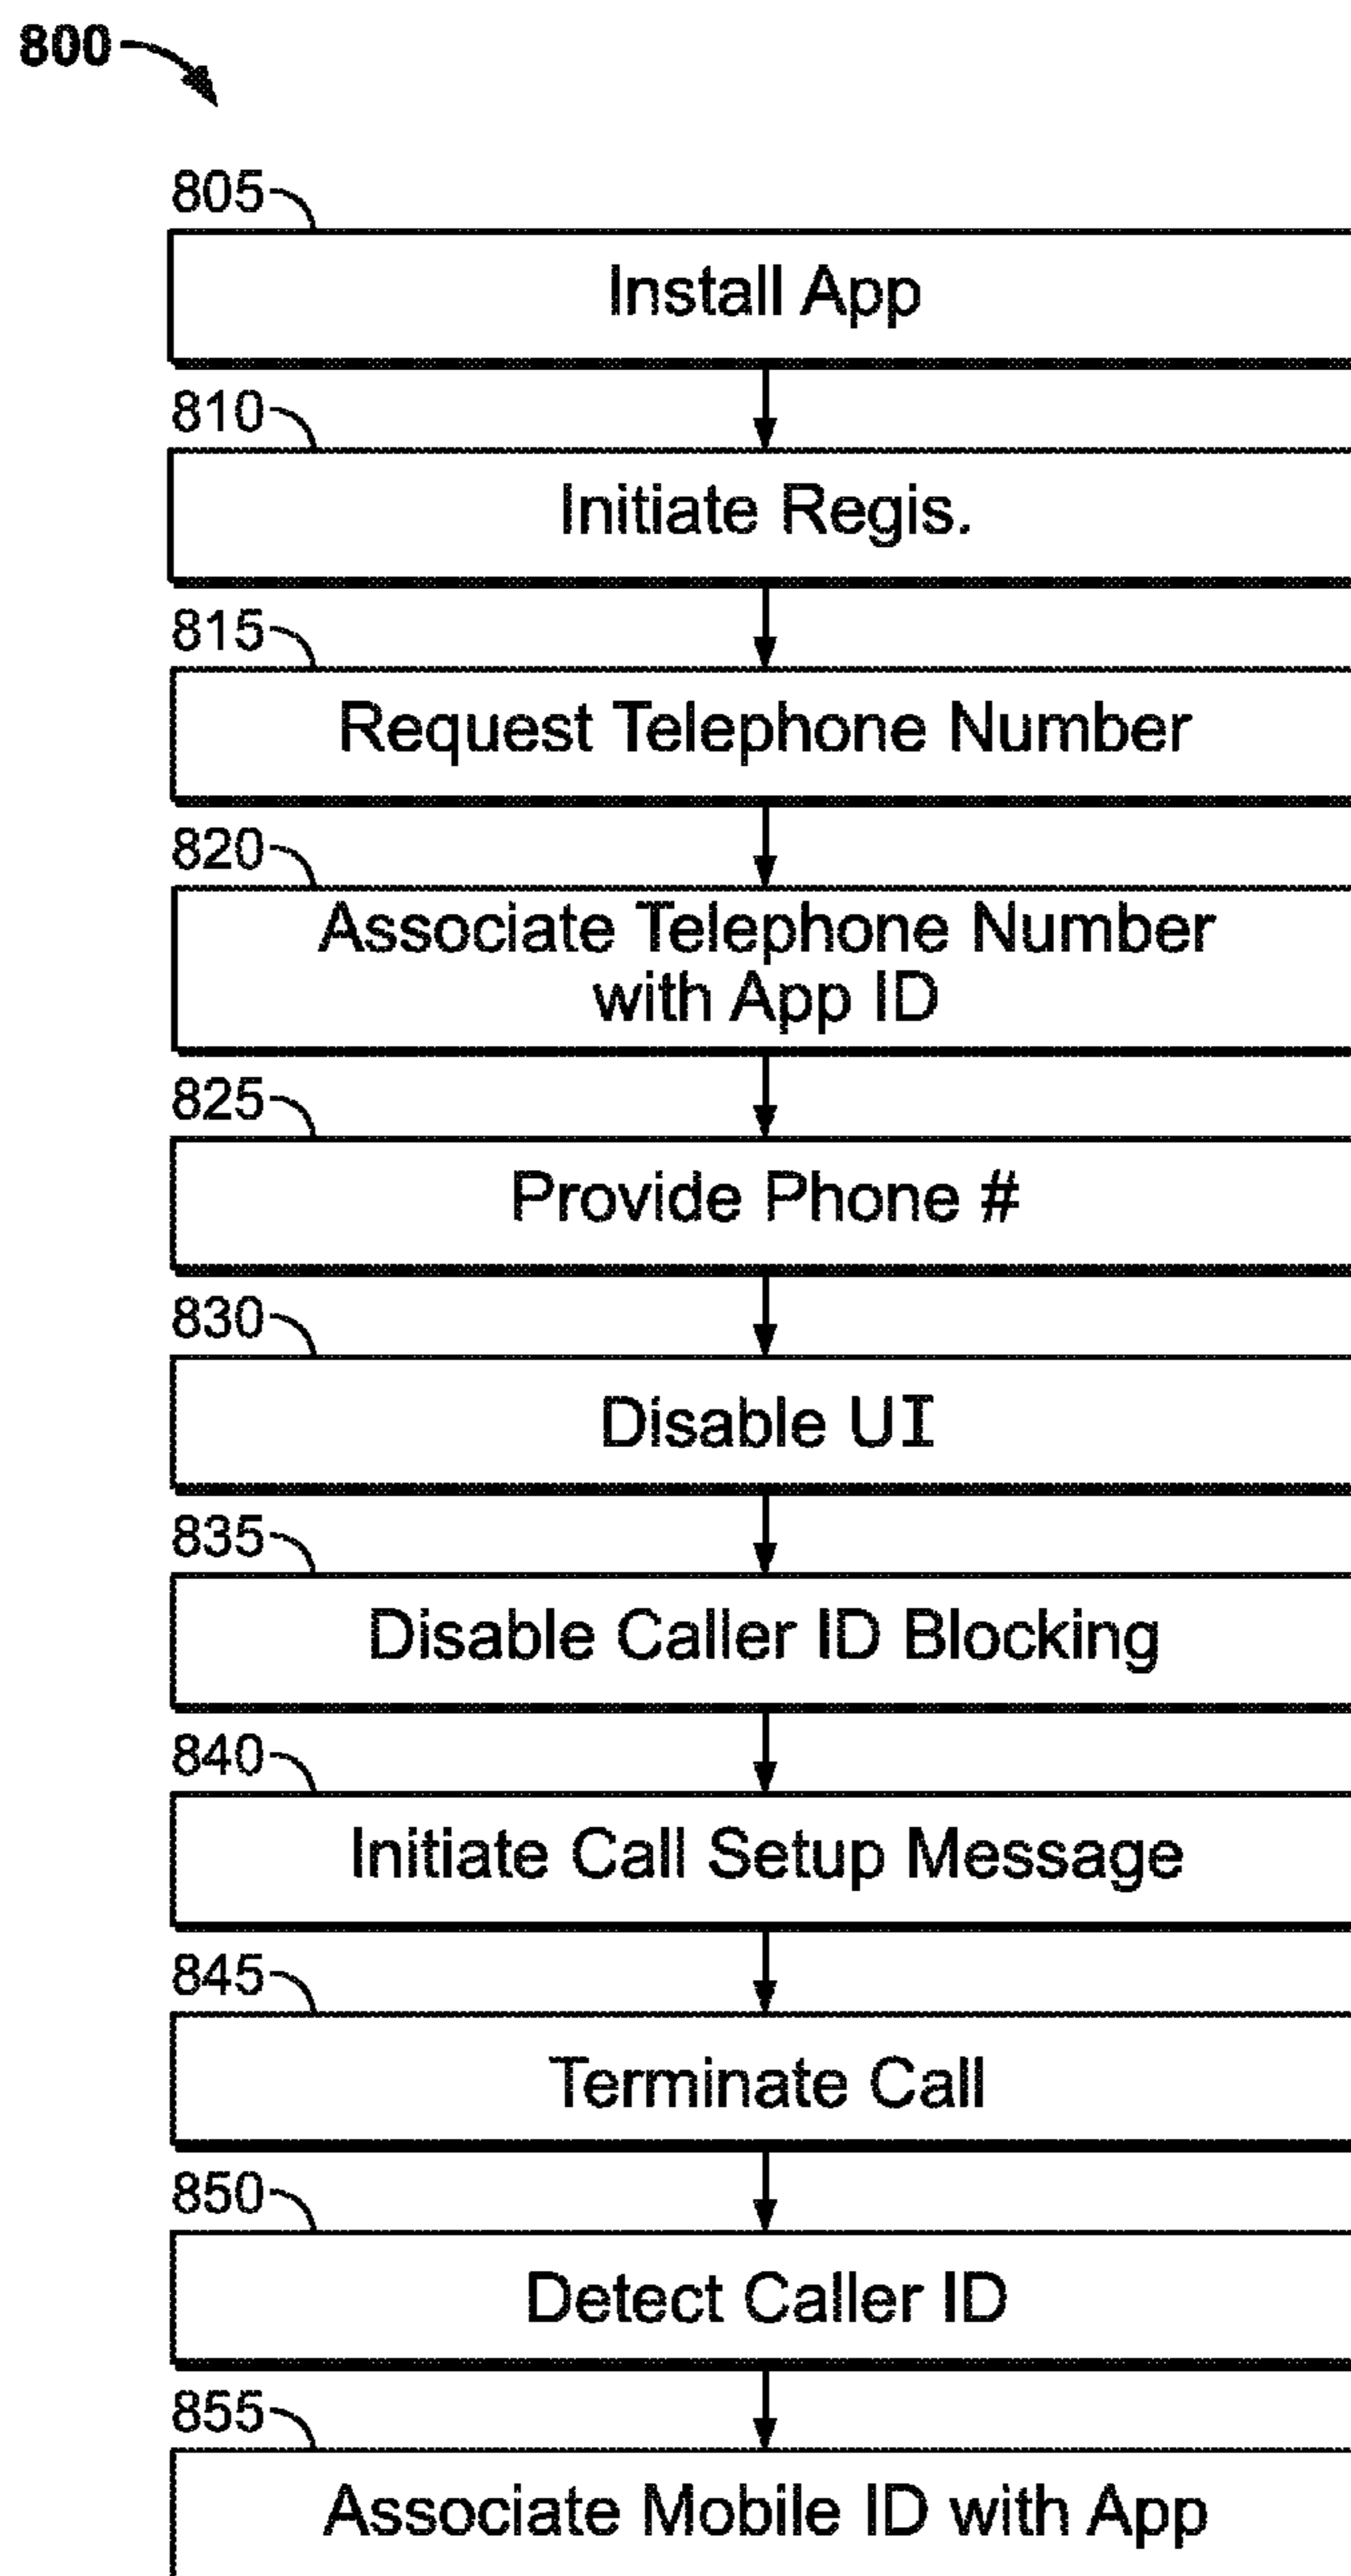 800
805
Install App
810
Initiate Regis.
815
Request Telephone Number
820
Associate Telephone Number
with App ID
825
Provide Phone #
830
Disable UI
835
Disable Caller ID Blocking
840
Initiate Call Setup Message
845
Terminate Call
850
Detect Caller ID
855
Associate Mobile ID with App